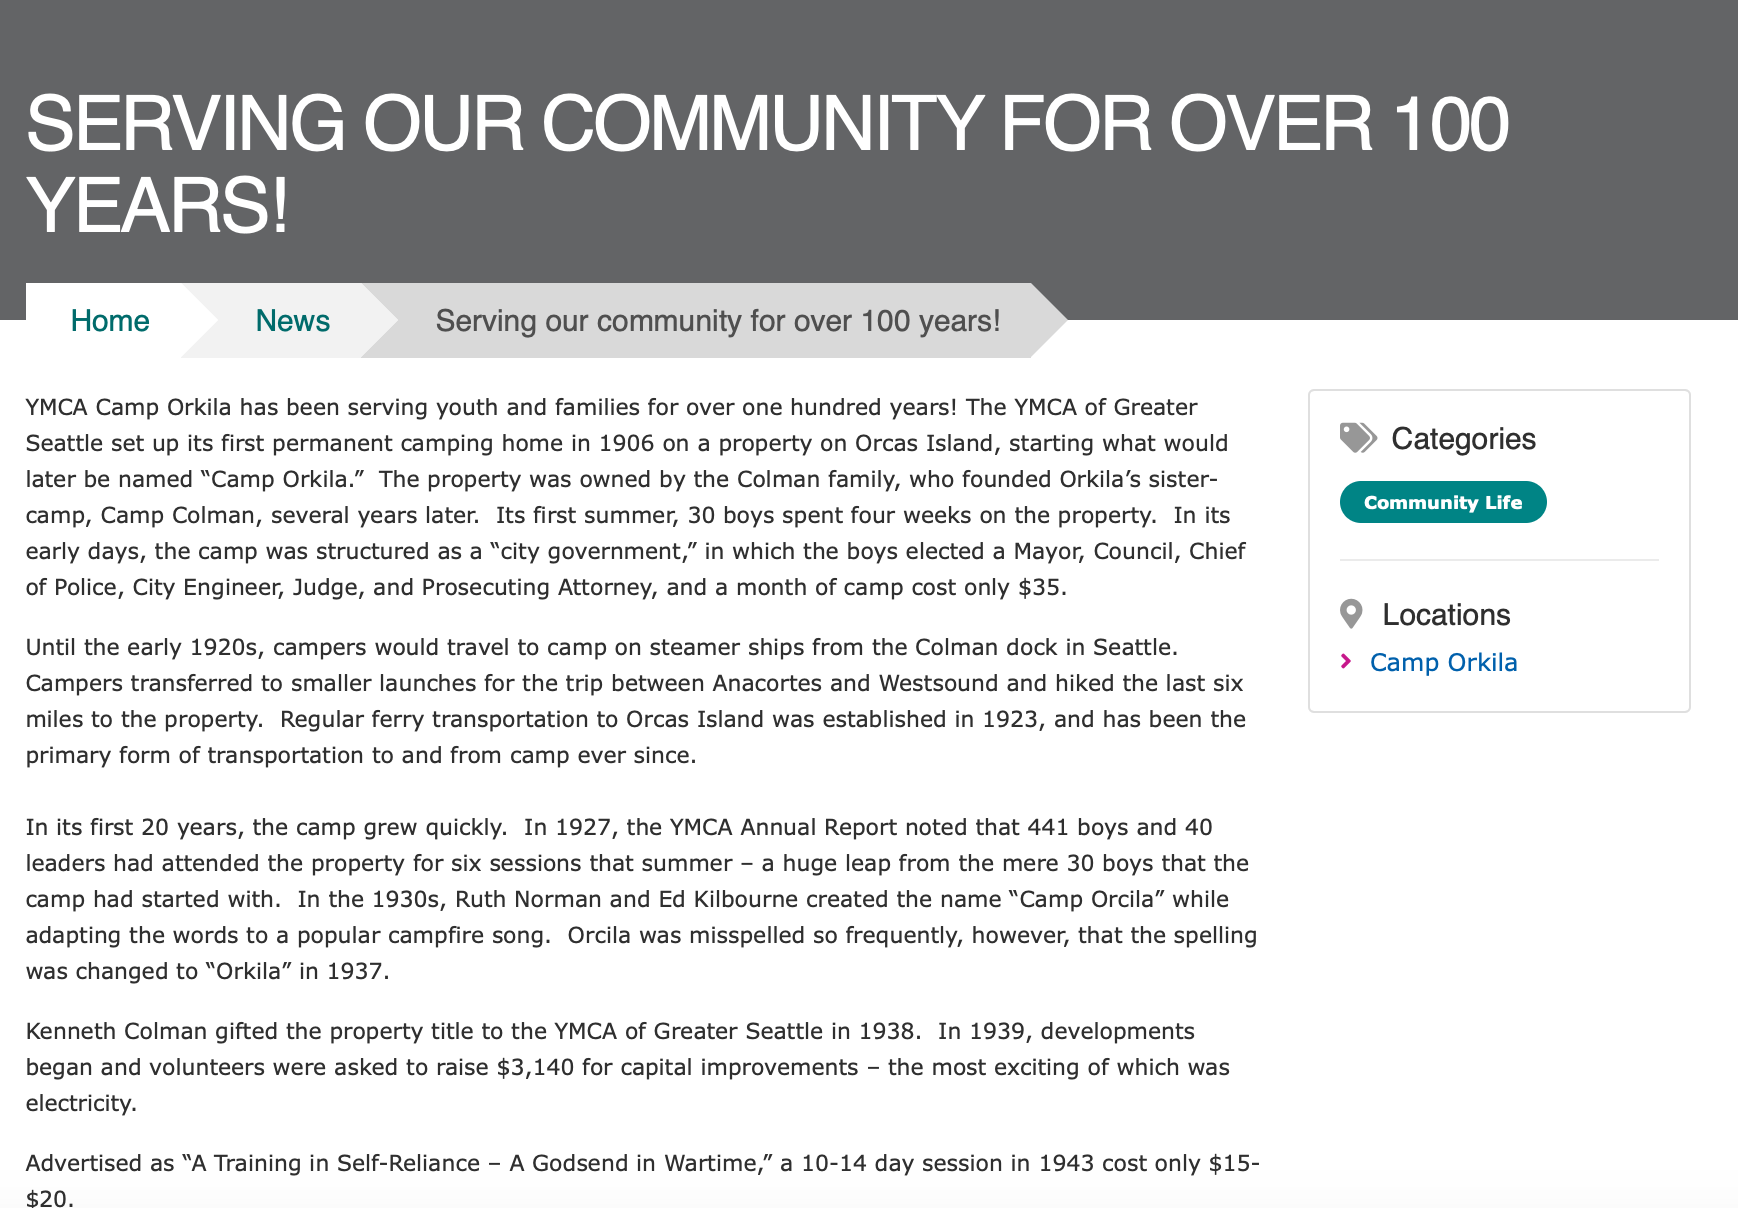 SERVING OUR COMMUNITY FOR OVER 100
YEARS!
Home
News
Serving our community for over 100 years!
YMCA Camp Orkila has been serving youth and families for over one hundred years! The YMCA of Greater
Seattle set up its first permanent camping home in 1906 on a property on Orcas Island, starting what would
later be named “Camp Orkila.”  The property was owned by the Colman family, who founded Orkila’s sister-
camp, Camp Colman, several years later.  Its first summer, 30 boys spent four weeks on the property.  In its
early days, the camp was structured as a “city government,” in which the boys elected a Mayor, Council, Chief
of Police, City Engineer, Judge, and Prosecuting Attorney, and a month of camp cost only $35.
Until the early 1920s, campers would travel to camp on steamer ships from the Colman dock in Seattle.
Campers transferred to smaller launches for the trip between Anacortes and Westsound and hiked the last six
miles to the property.  Regular ferry transportation to Orcas Island was established in 1923, and has been the
primary form of transportation to and from camp ever since.
In its first 20 years, the camp grew quickly.  In 1927, the YMCA Annual Report noted that 441 boys and 40
leaders had attended the property for six sessions that summer – a huge leap from the mere 30 boys that the
camp had started with.  In the 1930s, Ruth Norman and Ed Kilbourne created the name “Camp Orcila” while
adapting the words to a popular campfire song.  Orcila was misspelled so frequently, however, that the spelling
was changed to “Orkila” in 1937.
Kenneth Colman gifted the property title to the YMCA of Greater Seattle in 1938.  In 1939, developments
began and volunteers were asked to raise $3,140 for capital improvements – the most exciting of which was
electricity.
Advertised as “A Training in Self-Reliance – A Godsend in Wartime,” a 10-14 day session in 1943 cost only $15-
$20.
Categories
Community Life
Locations
Camp Orkila